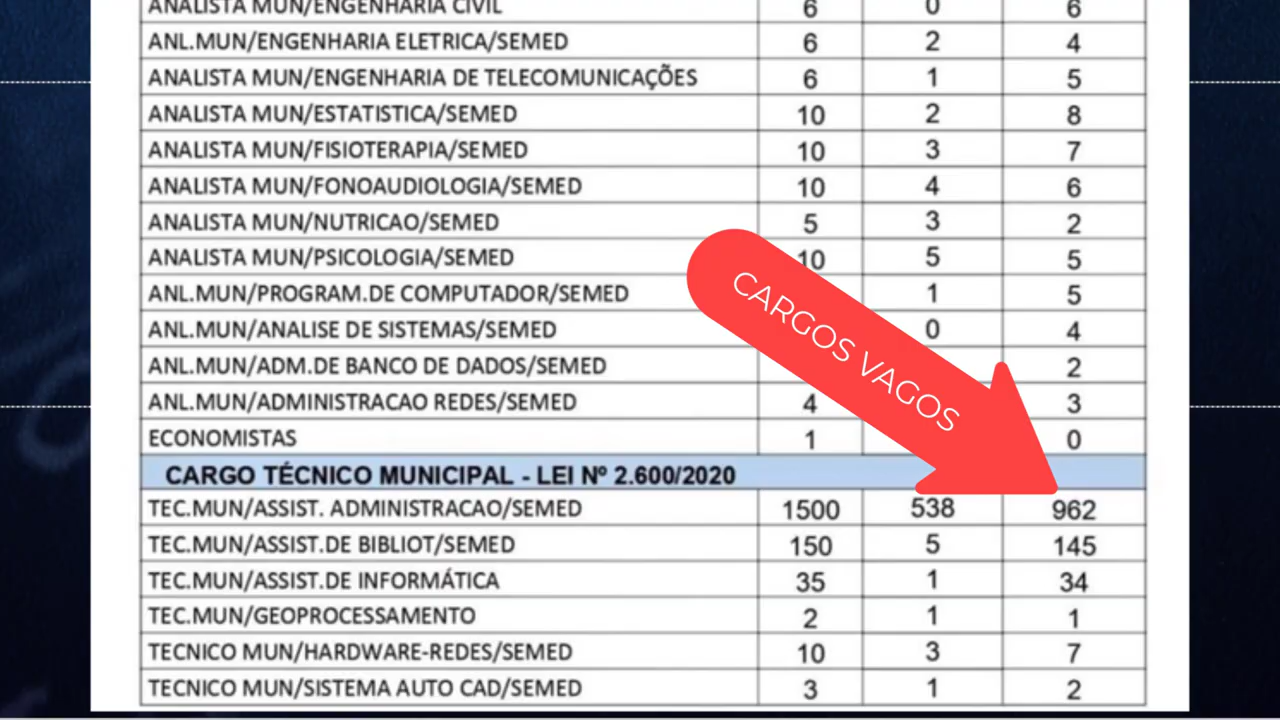 ANALISTA MUN/ENGENHARIA CIVIL 6 0 6
ANL.MUN/ENGENHARIA ELETRICA/SEMED 6 2 4
ANALISTA MUN/ENGENHARIA DE TELECOMUNICAÇÕES 6 1 5
ANALISTA MUN/ESTATISTICA/SEMED 10 2 8
ANALISTA MUN/FISIOTERAPIA/SEMED 10 3 7
ANALISTA MUN/FONOAUDIOLOGIA/SEMED 10 4 6
ANALISTA MUN/NUTRICAO/SEMED 5 3 2
ANALISTA MUN/PSICOLOGIA/SEMED 10 5 5
ANL.MUN/PROGRAM.DE COMPUTADOR/SEMED 1 5
ANL.MUN/ANALISE DE SISTEMAS/SEMED 0 4
ANL.MUN/ADM.DE BANCO DE DADOS/SEMED 2
ANL.MUN/ADMINISTRACAO REDES/SEMED 4 3
ECONOMISTAS 1 0
CARGOS VAGOS
CARGO TÉCNICO MUNICIPAL - LEI Nº 2.600/2020
TEC.MUN/ASSIST. ADMINISTRACAO/SEMED 1500 538 962
TEC.MUN/ASSIST.DE BIBLIOT/SEMED 150 5 145
TEC.MUN/ASSIST.DE INFORMÁTICA 35 1 34
TEC.MUN/GEOPROCESSAMENTO 2 1 1
TECNICO MUN/HARDWARE-REDES/SEMED 10 3 7
TECNICO MUN/SISTEMA AUTO CAD/SEMED 3 1 2